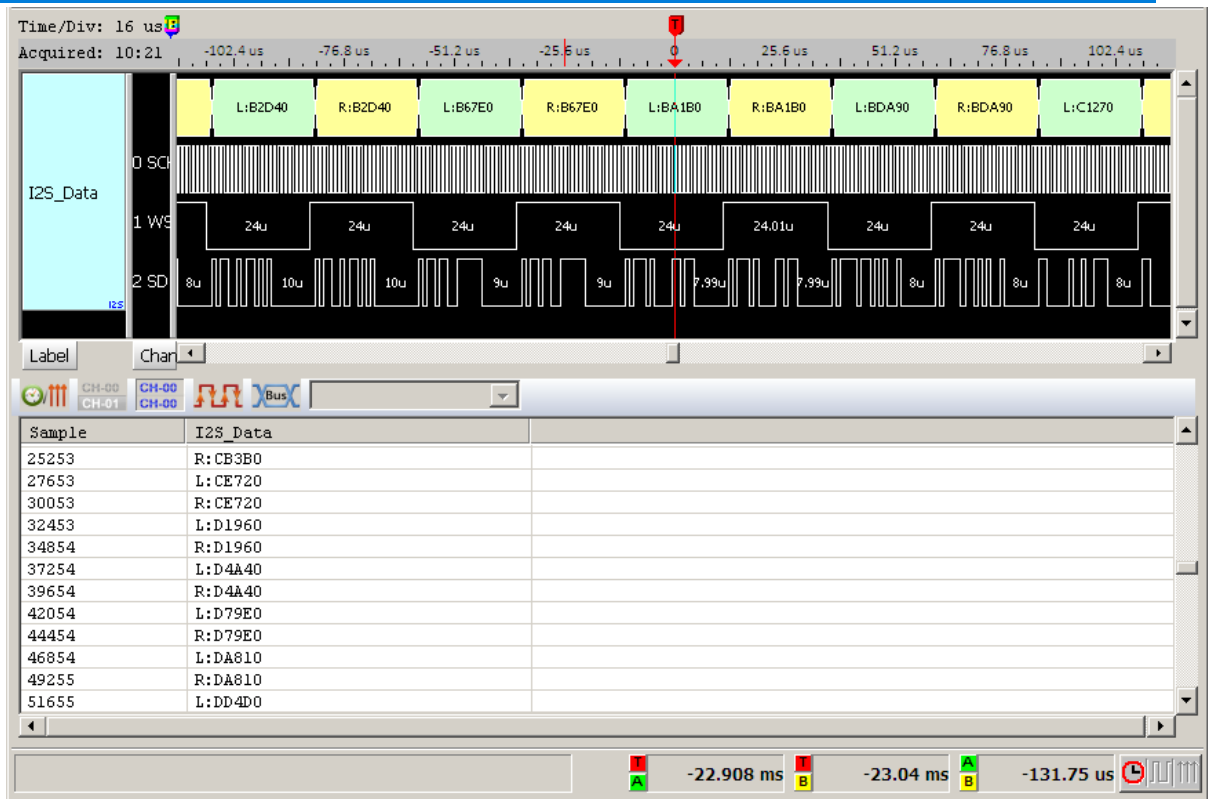 Time/Div: 16 us B T
Acquired: 10:21 -102.4 us -76.8 us -51.2 us -25.6 us 0 25.6 us 51.2 us 76.8 us 102.4 us
L:B2D40 R:B2D40 L:B67E0 R:B67E0 L:BA1B0 R:BA1B0 L:BDA90 R:BDA90 L:C1270
0 SCK
I2S_Data
1 WS 24u 24u 24u 24u 24u 24.01u 24u 24u 24u
2 SD 8u 10u 10u 9u 9u 7.99u 7.99u 8u 8u 8u
I2S
Label Chan
CH-00 CH-01 CH-00 CH-00 Bus
Sample I2S_Data
25253 R:CB3B0
27653 L:CE720
30053 R:CE720
32453 L:D1960
34854 R:D1960
37254 L:D4A40
39654 R:D4A40
42054 L:D79E0
44454 R:D79E0
46854 L:DA810
49255 R:DA810
51655 L:DD4D0
T A -22.908 ms T B -23.04 ms A B -131.75 us